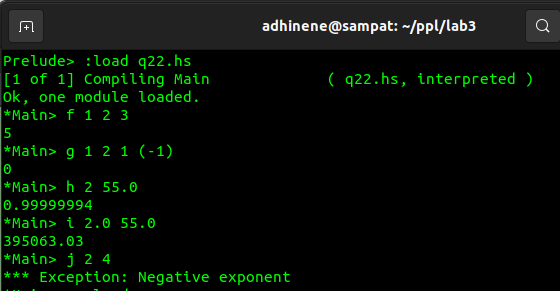 adhinene@sampat: ~/ppl/lab3
Prelude> :load q22.hs
[1 of 1] Compiling Main             ( q22.hs, interpreted )
Ok, one module loaded.
*Main> f 1 2 3
5
*Main> g 1 2 1 (-1)
0
*Main> h 2 55.0
0.99999994
*Main> i 2.0 55.0
395063.03
*Main> j 2 4
*** Exception: Negative exponent